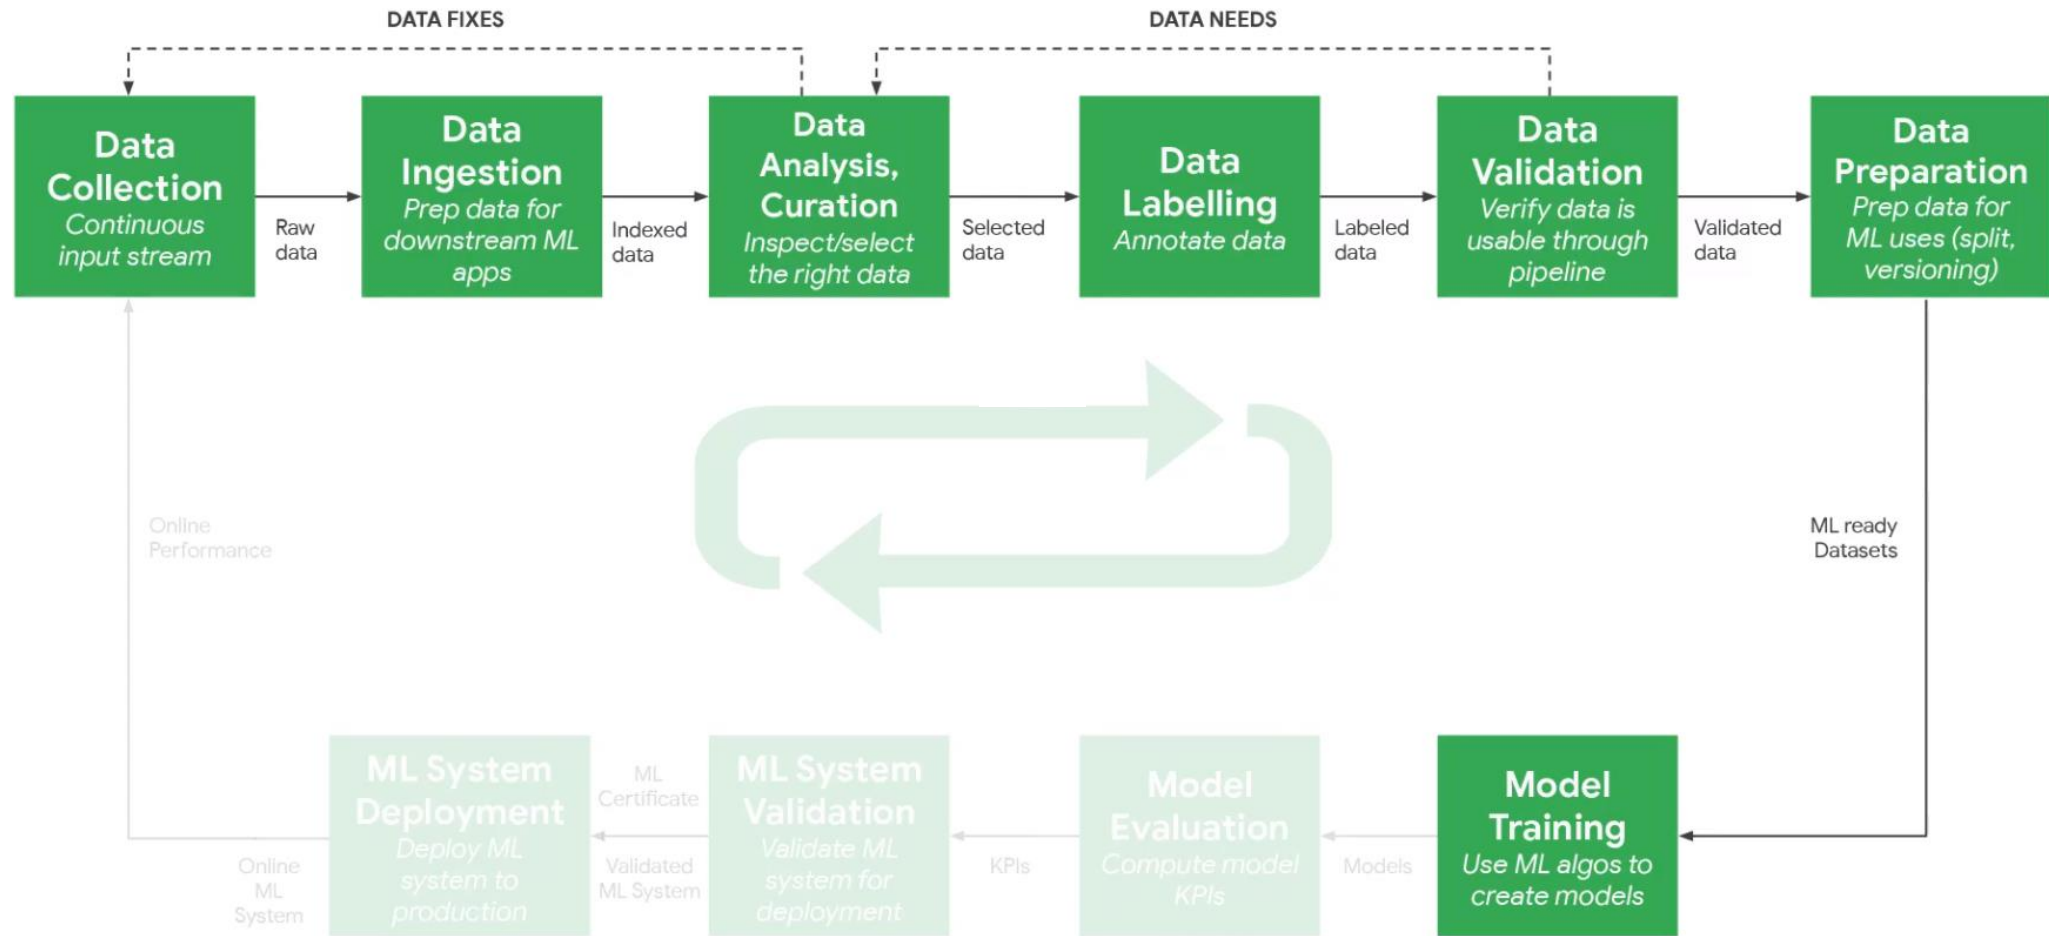 DATA FIXES
DATA NEEDS
Data
Collection
Continuous
input stream
Raw
data
Data
Ingestion
Prep data for
downstream ML
apps
Indexed
data
Data
Analysis,
Curation
Inspect/select
the right data
Selected
data
Data
Labelling
Annotate data
Labeled
data
Data
Validation
Verify data is
usable through
pipeline
Validated
data
Data
Preparation
Prep data for
ML uses (split,
versioning)
ML ready
Datasets
Model
Training
Use ML algos to
create models
Models
Model
Evaluation
Compute model
KPIs
KPIs
ML System
Validation
Validate ML
system for
deployment
ML
Certificate
Validated
ML System
ML System
Deployment
Deploy ML
system to
production
Online
ML
System
Online
Performance